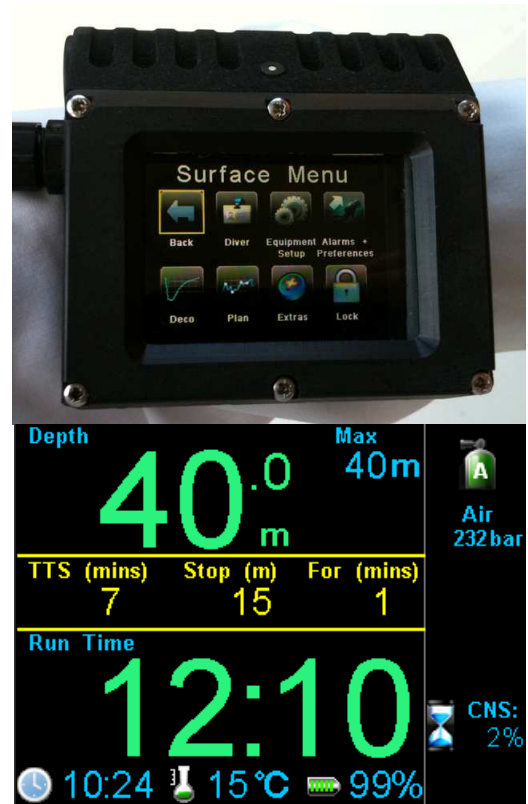 Surface Menu
Back Diver Equipment Setup Alarms + Preferences
Deco Plan Extras Lock
Depth Max
40.0 m 40m
A
Air
232bar
TTS (mins) Stop (m) For (mins)
7 15 1
Run Time
12:10
CNS:
2%
10:24 15°C 99%